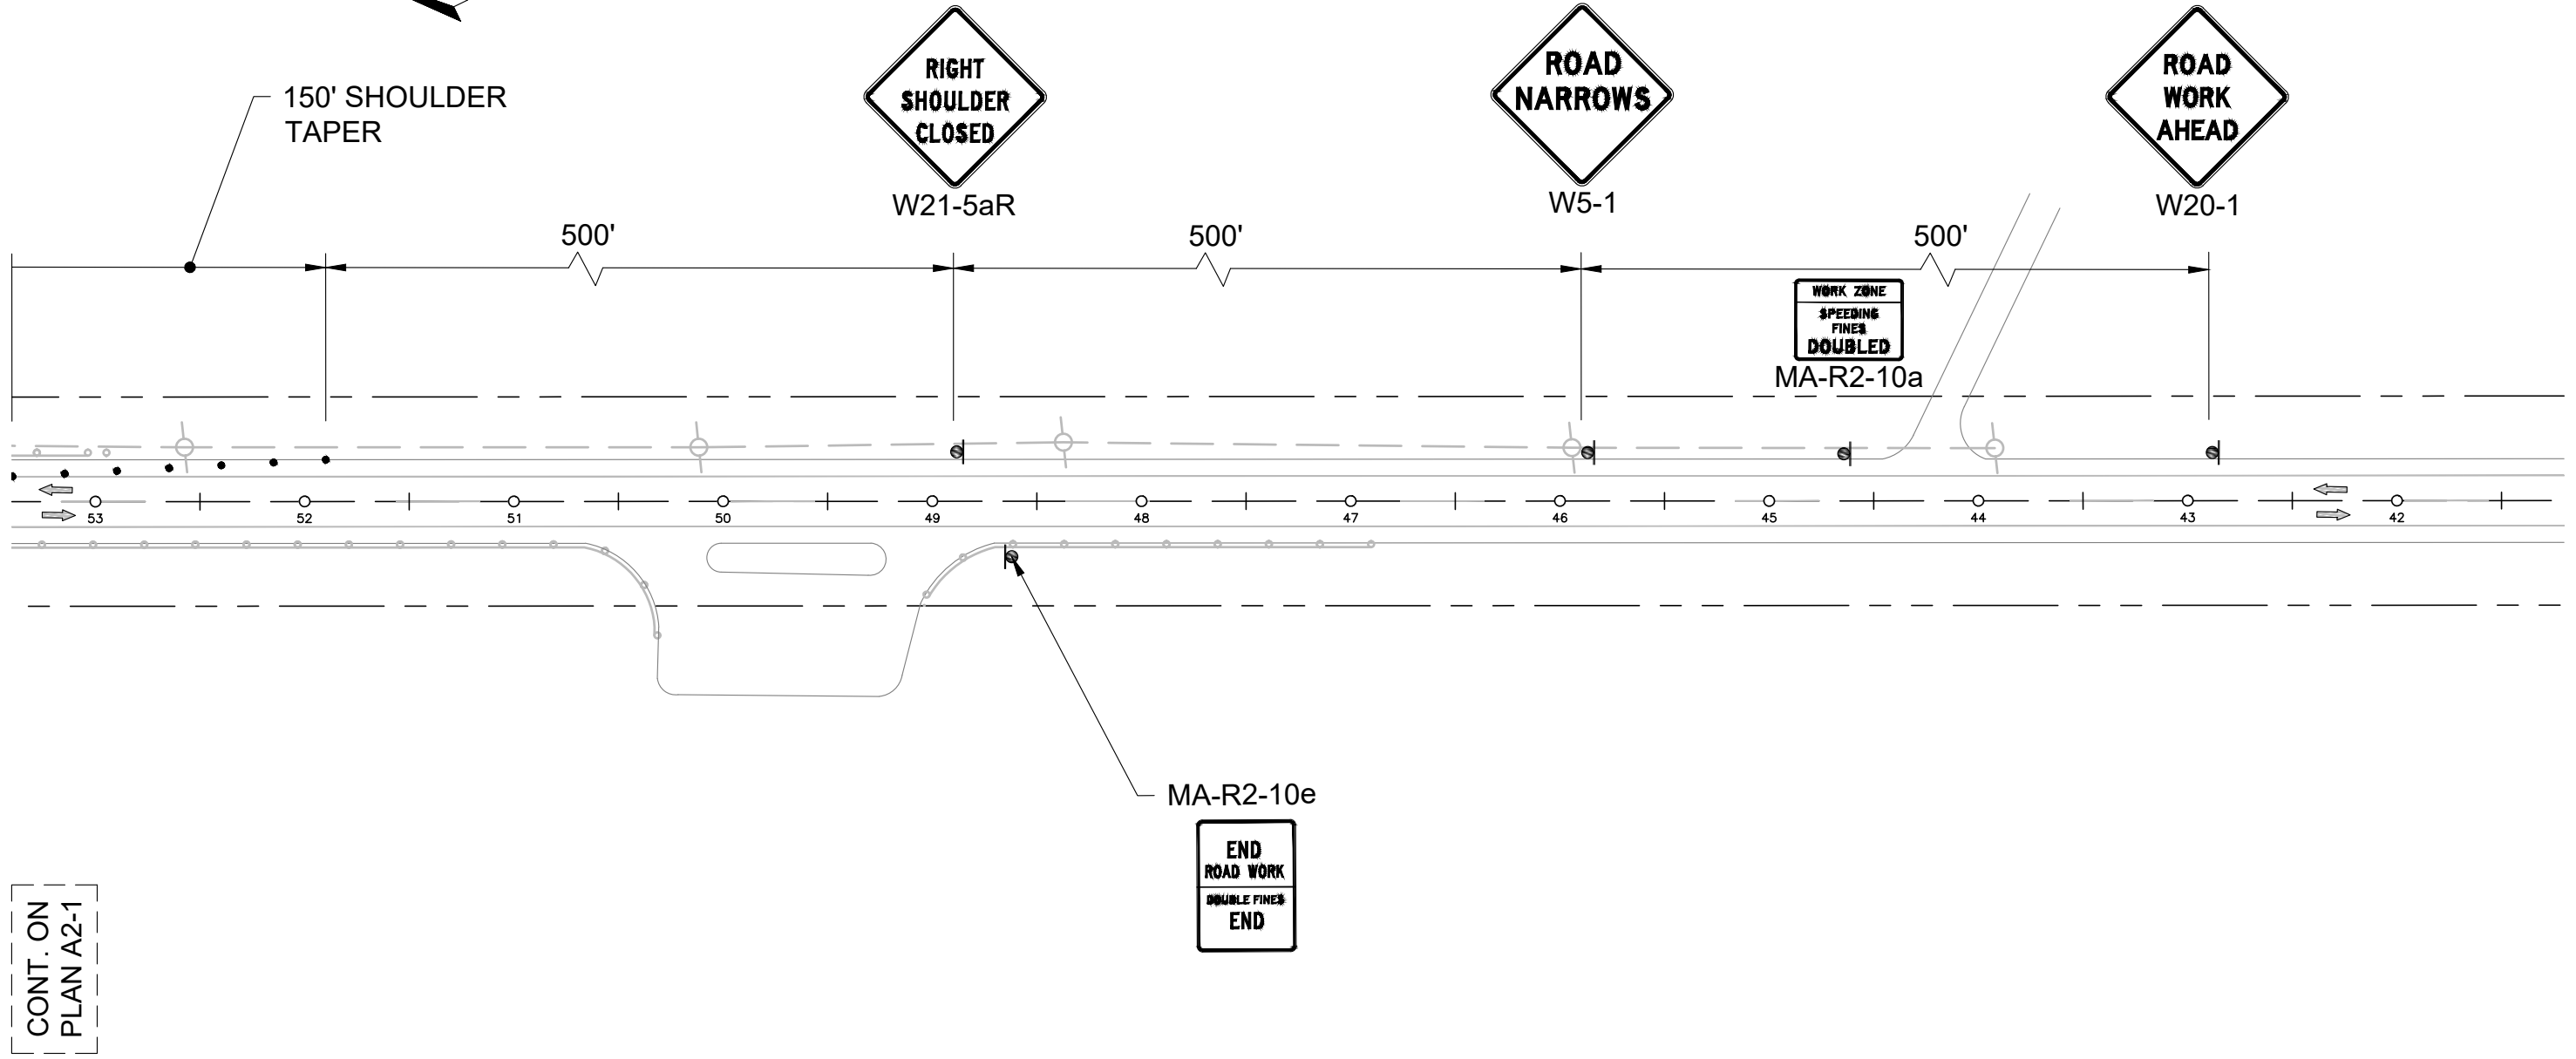 RIGHT
SHOULDER
CLOSED
W21-5aR
ROAD
NARROWS
W5-1
ROAD
WORK
AHEAD
W20-1
150' SHOULDER
TAPER
500'
500'
500'
WORK ZONE
SPEEDING
FINES
DOUBLED
MA-R2-10a
53
52
51
50
49
48
47
46
45
44
43
42
MA-R2-10e
END
ROAD WORK
DOUBLE FINES
END
CONT. ON
PLAN A2-1